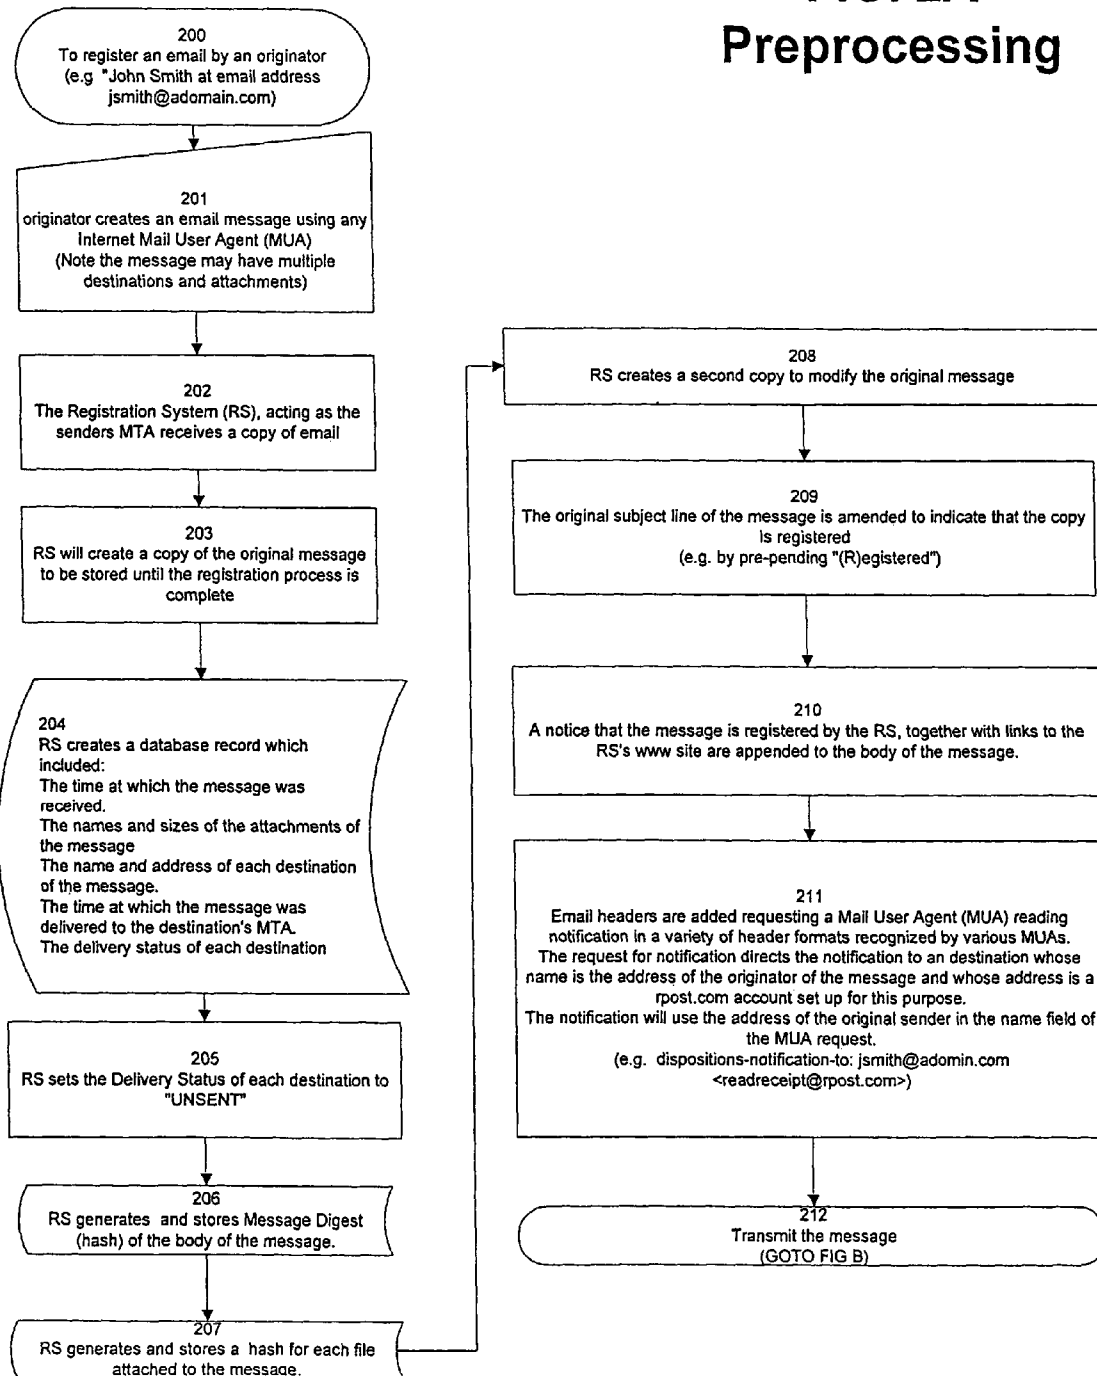 Preprocessing
200
To register an email by an originator
(e.g "John Smith at email address
jsmith@adomain.com)
201
originator creates an email message using any
Internet Mail User Agent (MUA)
(Note the message may have multiple
destinations and attachments)
202
The Registration System (RS), acting as the
senders MTA receives a copy of email
203
RS will create a copy of the original message
to be stored until the registration process is
complete
204
RS creates a database record which
included:
The time at which the message was
received.
The names and sizes of the attachments of
the message
The name and address of each destination
of the message.
The time at which the message was
delivered to the destination's MTA.
The delivery status of each destination
205
RS sets the Delivery Status of each destination to
"UNSENT"
206
RS generates and stores Message Digest
(hash) of the body of the message.
207
RS generates and stores a hash for each file
attached to the message.
208
RS creates a second copy to modify the original message
209
The original subject line of the message is amended to indicate that the copy
is registered
(e.g. by pre-pending "(R)egistered")
210
A notice that the message is registered by the RS, together with links to the
RS's www site are appended to the body of the message.
211
Email headers are added requesting a Mail User Agent (MUA) reading
notification in a variety of header formats recognized by various MUAs.
The request for notification directs the notification to an destination whose
name is the address of the originator of the message and whose address is a
rpost.com account set up for this purpose.
The notification will use the address of the original sender in the name field of
the MUA request.
(e.g. dispositions-notification-to: jsmith@adomin.com
<readreceipt@rpost.com>)
212
Transmit the message
(GOTO FIG B)